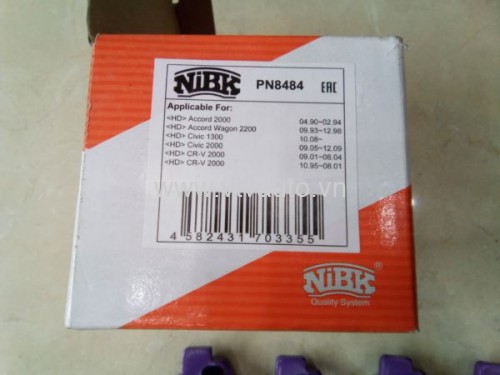 NiBK PN8484 EAC
Applicable For:
<HD> Accord 2000 04.90~02.94
<HD> Accord Wagon 2200 09.93~12.98
<HD> Civic 1300 10.08~
<HD> Civic 2000 09.05~12.09
<HD> CR-V 2000 09.01~08.04
<HD> CR-V 2000 10.95~08.01
4 582431 703355
NiBK ®
Quality System